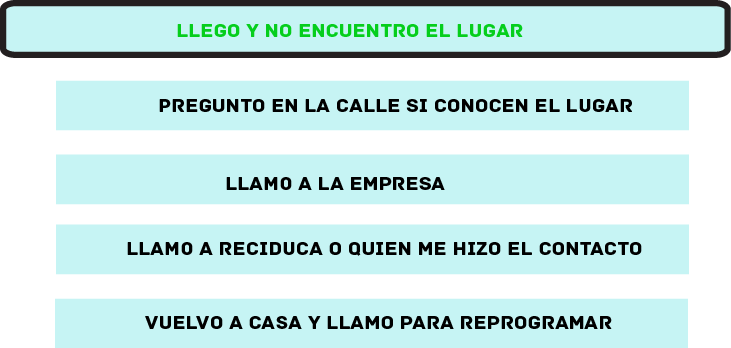 LLEGO Y NO ENCUENTRO EL LUGAR
PREGUNTO EN LA CALLE SI CONOCEN EL LUGAR
LLAMO A LA EMPRESA
LLAMO A RECIDUCA O QUIEN ME HIZO EL CONTACTO
VUELVO A CASA Y LLAMO PARA REPROGRAMAR